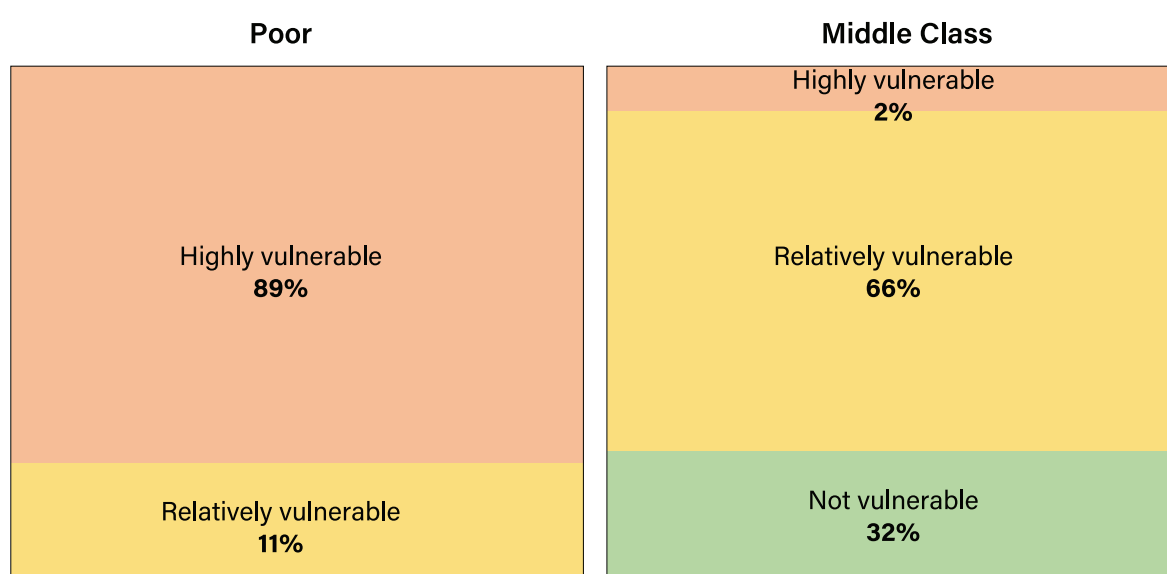 Poor
Highly vulnerable
89%
Relatively vulnerable
11%
Middle Class
Highly vulnerable
2%
Relatively vulnerable
66%
Not vulnerable
32%